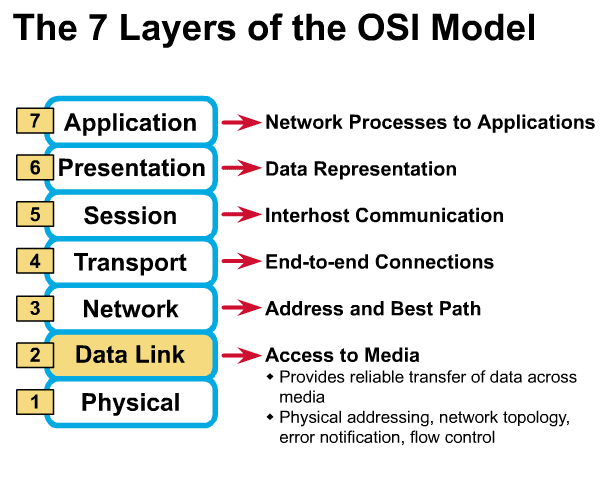 The 7 Layers of the OSI Model
7 Application Network Processes to Applications
6 Presentation Data Representation
5 Session Interhost Communication
4 Transport End-to-end Connections
3 Network Address and Best Path
2 Data Link Access to Media
◆ Provides reliable transfer of data across
media
1 Physical
◆ Physical addressing, network topology,
error notification, flow control